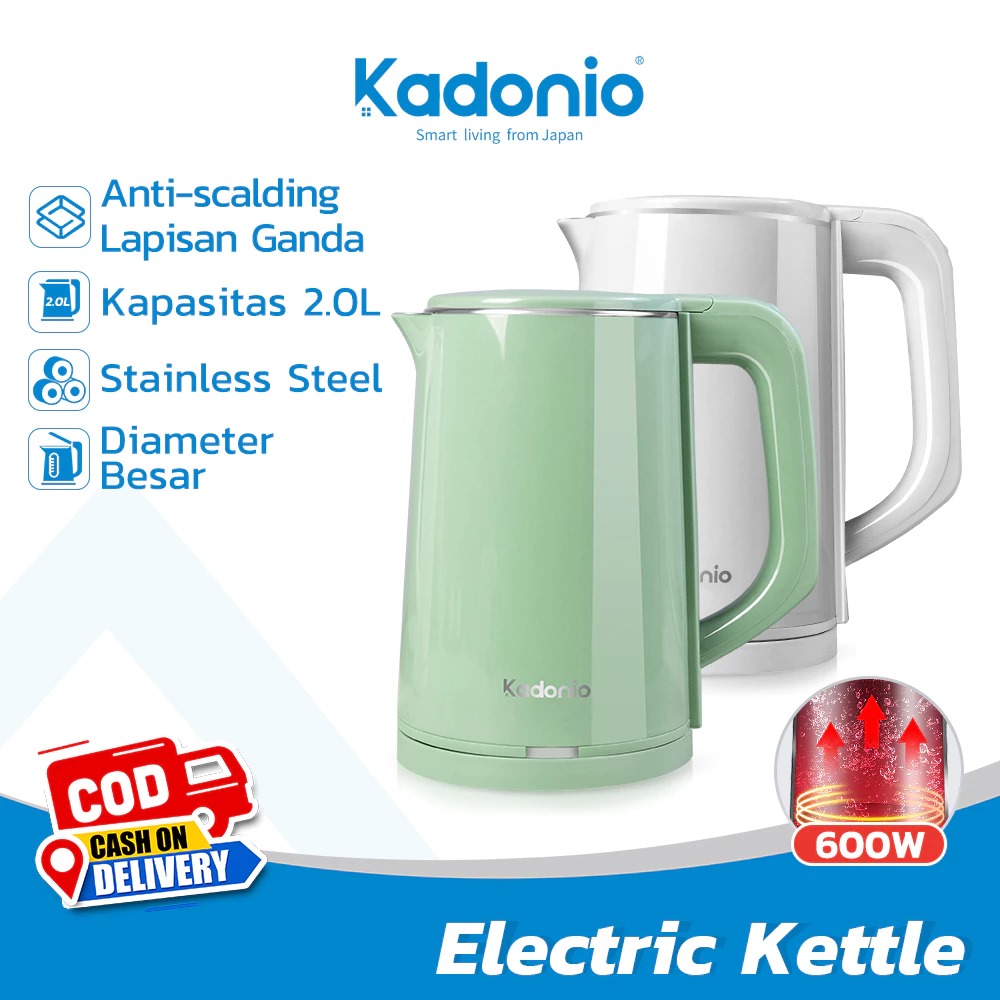 Kadonio®
Smart living from Japan
Anti-scalding
Lapisan Ganda
2.0L
Kapasitas 2.0L
Stainless Steel
Diameter
Besar
nio
Kadonio
COD
CASH ON
DELIVERY
600W
Electric Kettle